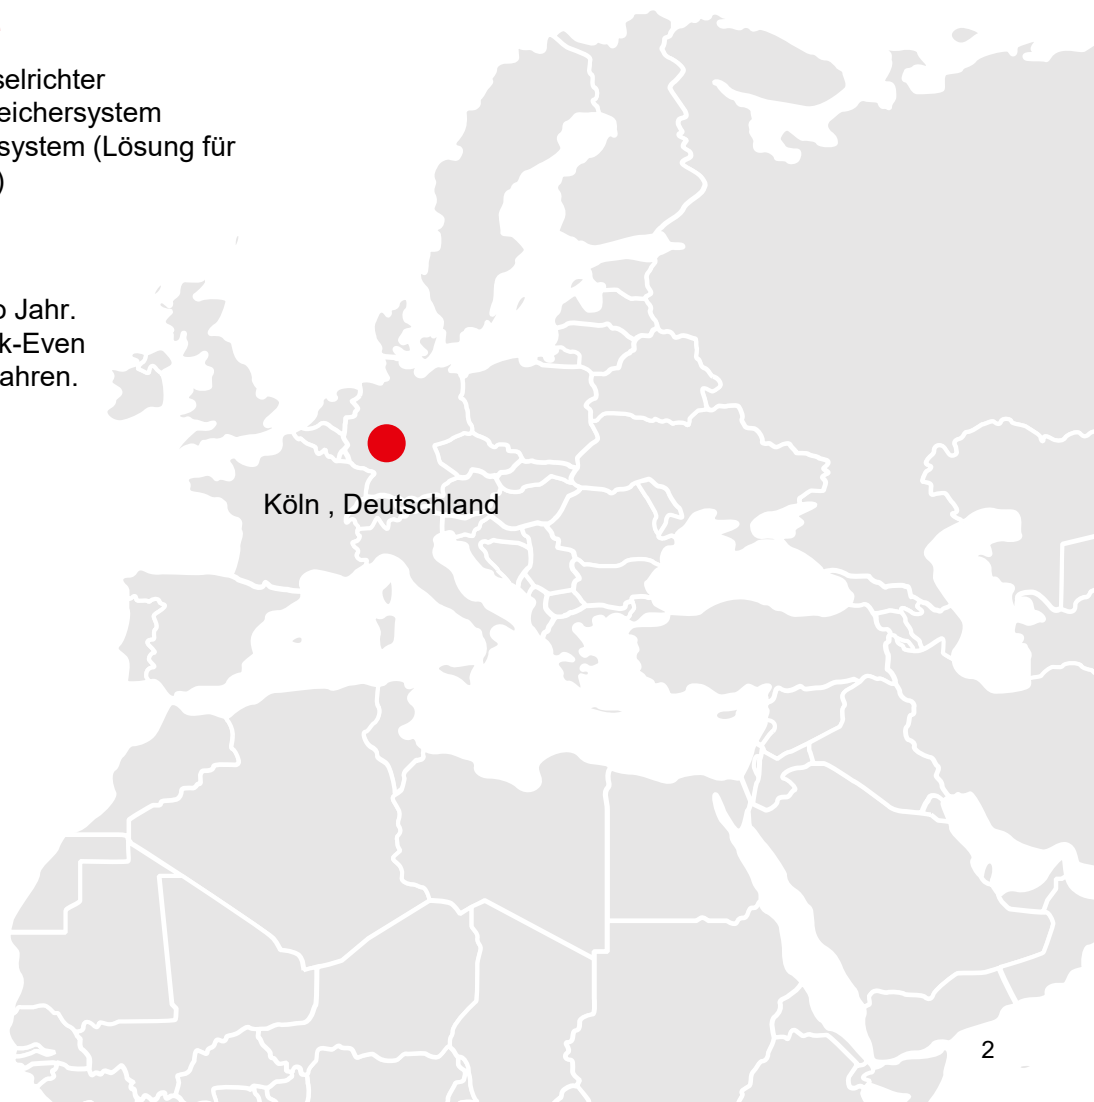 selrichter
eichersystem
system (Lösung für
)
o Jahr.
k-Even
ahren.
Köln , Deutschland
2